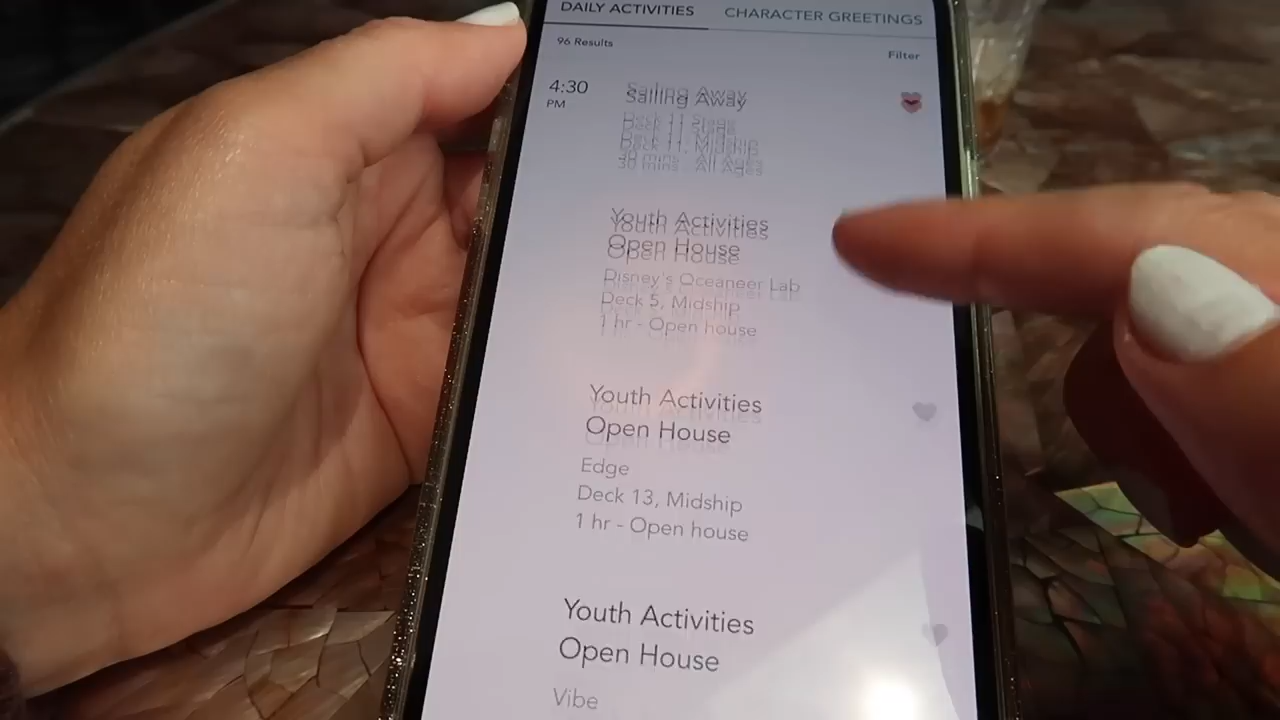 DAILY ACTIVITIES
CHARACTER GREETINGS
96 Results
Filter
4:30
PM
Sailing Away
Deck 11 Stage
Deck 11, Midship
30 mins - All Ages
Youth Activities
Open House
Disney's Oceaneer Lab
Deck 5, Midship
1 hr - Open house
Youth Activities
Open House
Edge
Deck 13, Midship
1 hr - Open house
Youth Activities
Open House
Vibe